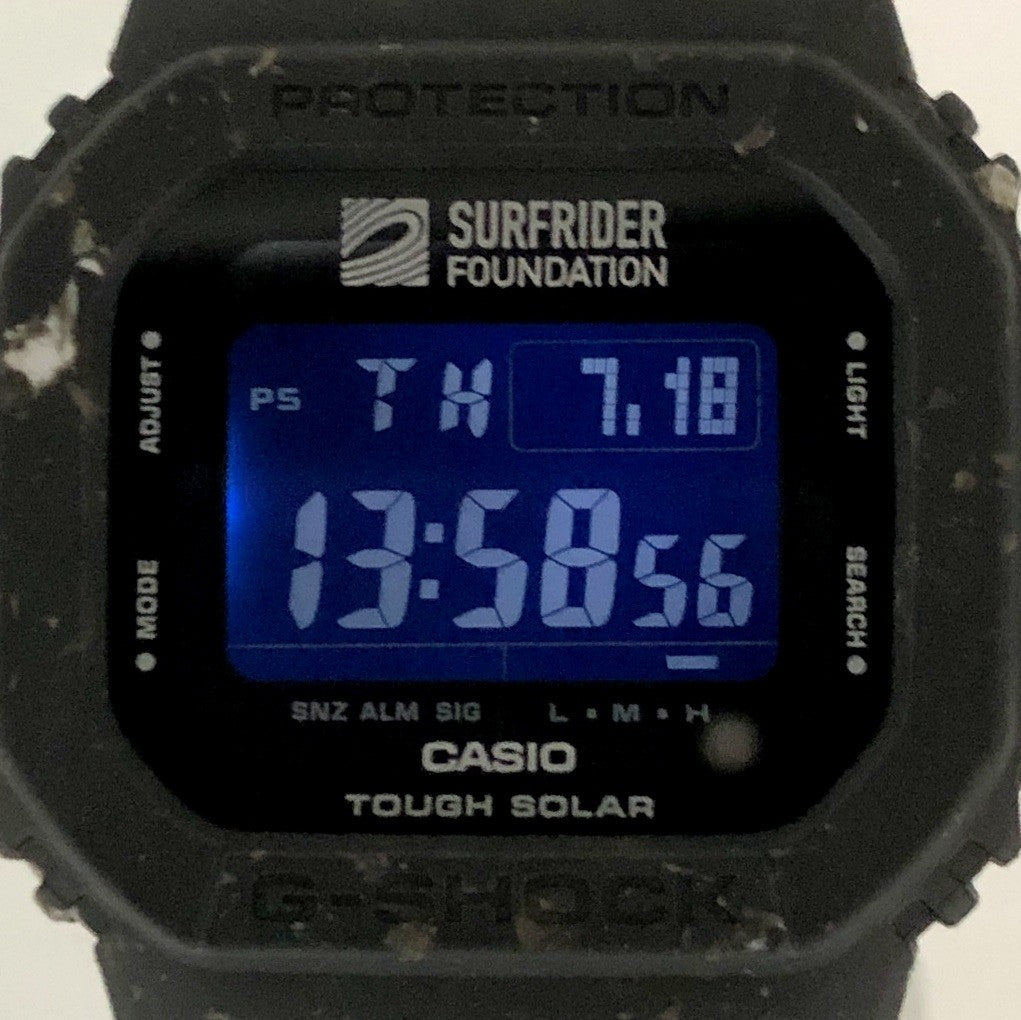 PROTECTION
SURFRIDER
FOUNDATION
ADJUST
LIGHT
PS TH 7.18
13:58 56
MODE
SEARCH
SNZ ALM SIG L • M • H
CASIO
TOUGH SOLAR
G-SHOCK